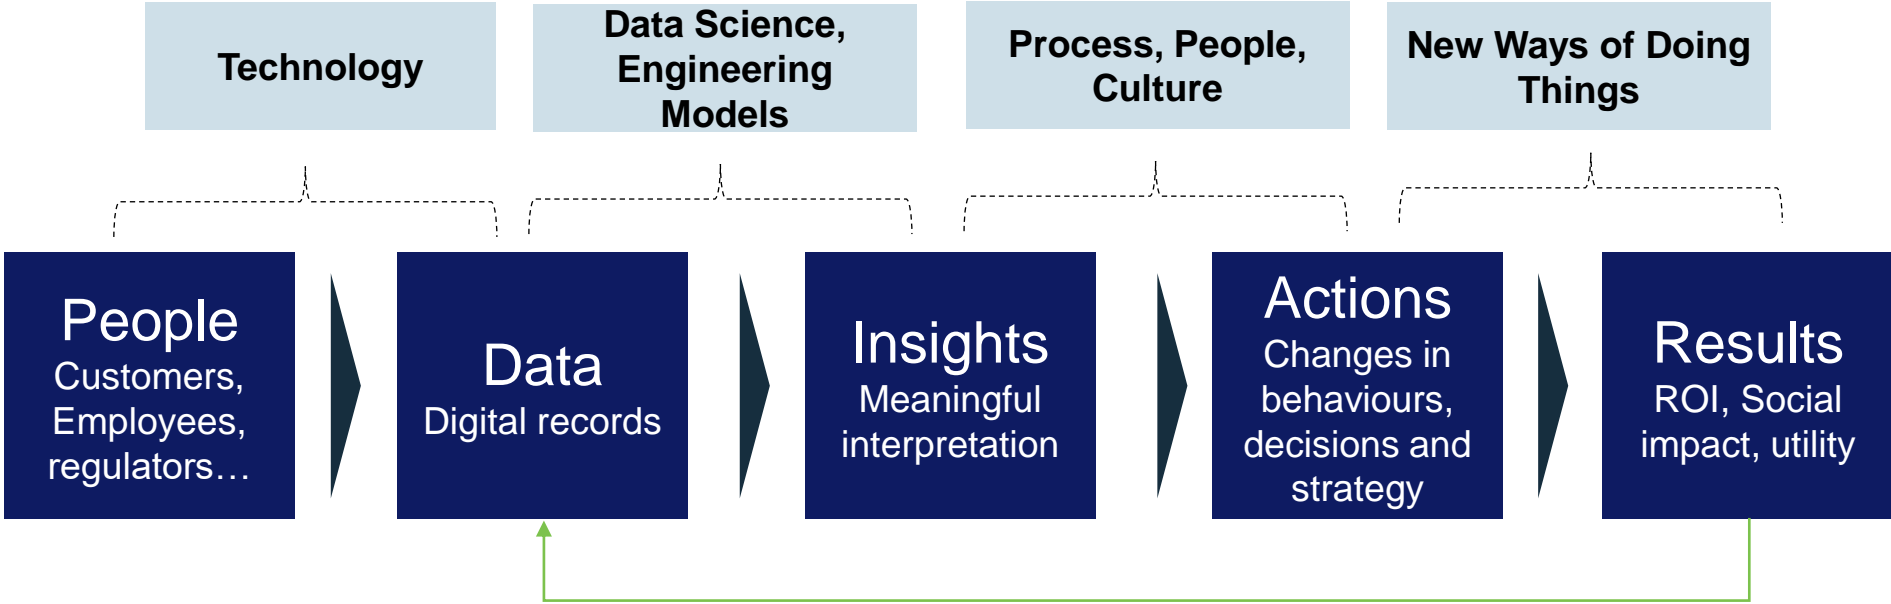 Technology
Data Science,
Engineering
Models
Process, People,
Culture
New Ways of Doing
Things
People
Customers,
Employees,
regulators…
Data
Digital records
Insights
Meaningful
interpretation
Actions
Changes in
behaviours,
decisions and
strategy
Results
ROI, Social
impact, utility